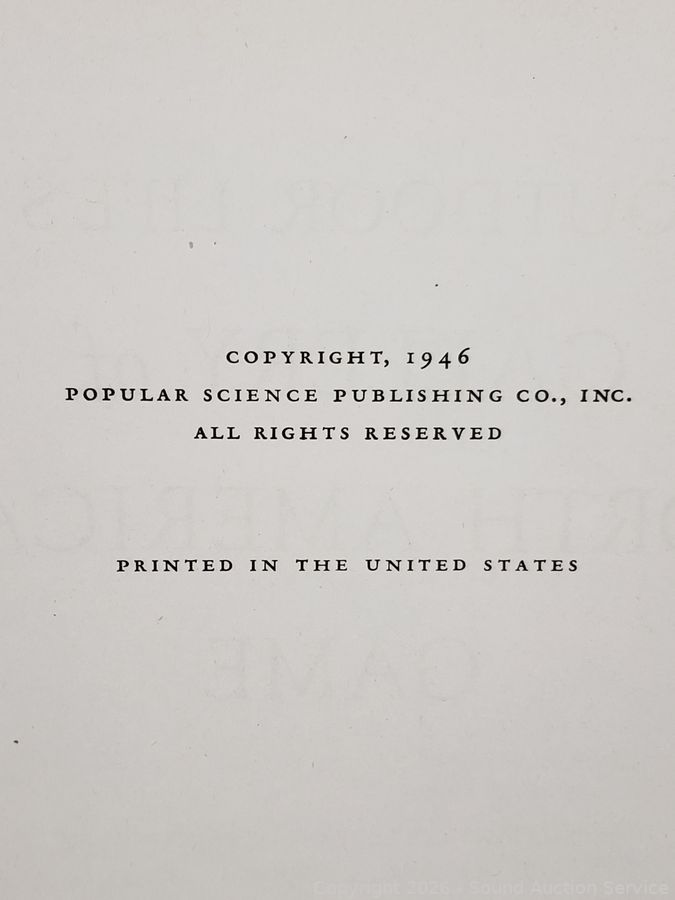 COPYRIGHT, 1946
POPULAR SCIENCE PUBLISHING CO., INC.
ALL RIGHTS RESERVED
PRINTED IN THE UNITED STATES
Copyright 2026 - Sound Auction Service